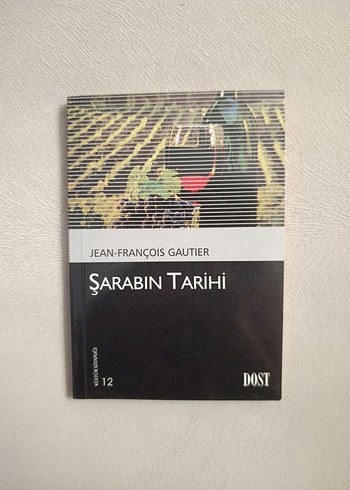 JEAN-FRANÇOIS GAUTIER
ŞARABIN TARİHİ
12
DOST